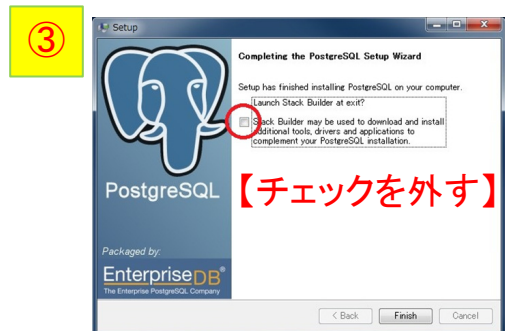 ③
Setup
Completing the PostgreSQL Setup Wizard
Setup has finished installing PostgreSQL on your computer.
Launch Stack Builder at exit?
Stack Builder may be used to download and install
additional tools, drivers and applications to
complement your PostgreSQL installation.
【チェックを外す】
PostgreSQL
Packaged by:
EnterpriseDB®
The Enterprise PostgreSQL Company
< Back
Finish
Cancel